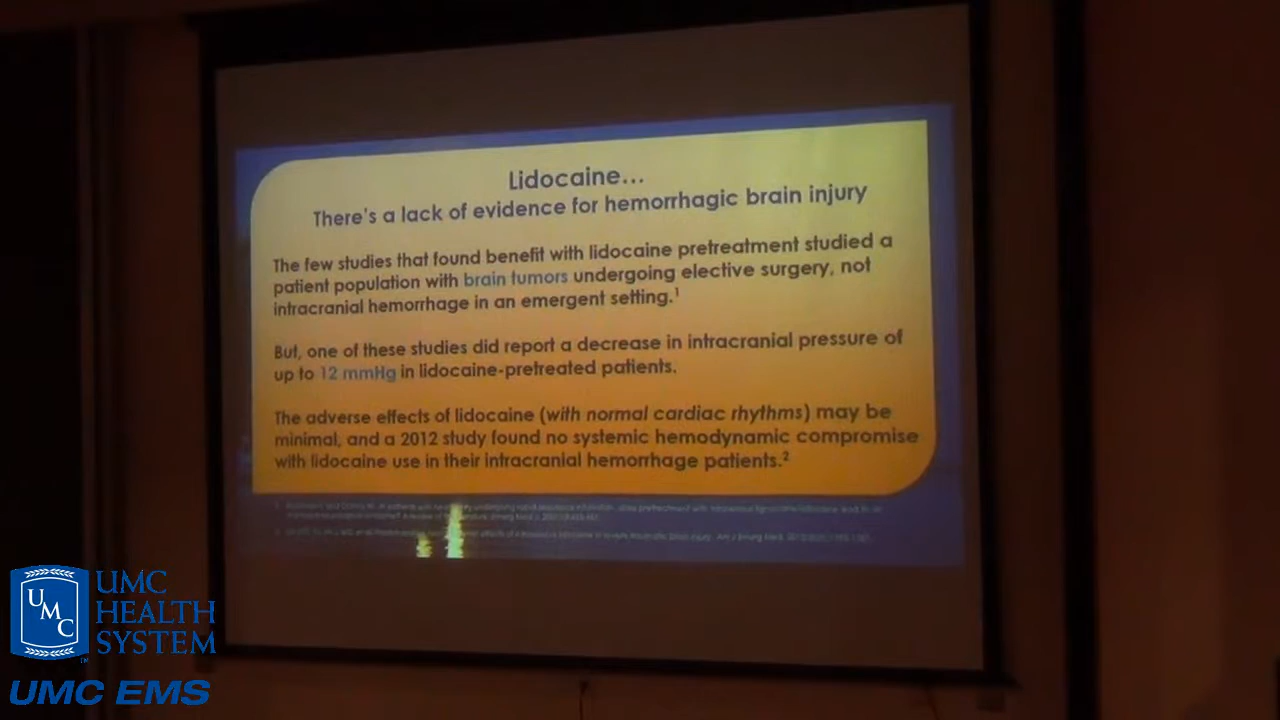 Lidocaine...
There's a lack of evidence for hemorrhagic brain injury
The few studies that found benefit with lidocaine pretreatment studied a
patient population with brain tumors undergoing elective surgery, not
intracranial hemorrhage in an emergent setting.¹
But, one of these studies did report a decrease in intracranial pressure of
up to 12 mmHg in lidocaine-pretreated patients.
The adverse effects of lidocaine (with normal cardiac rhythms) may be
minimal, and a 2012 study found no systemic hemodynamic compromise
with lidocaine use in their intracranial hemorrhage patients.²
UMC
UMC
HEALTH
SYSTEM
TM
UMC EMS